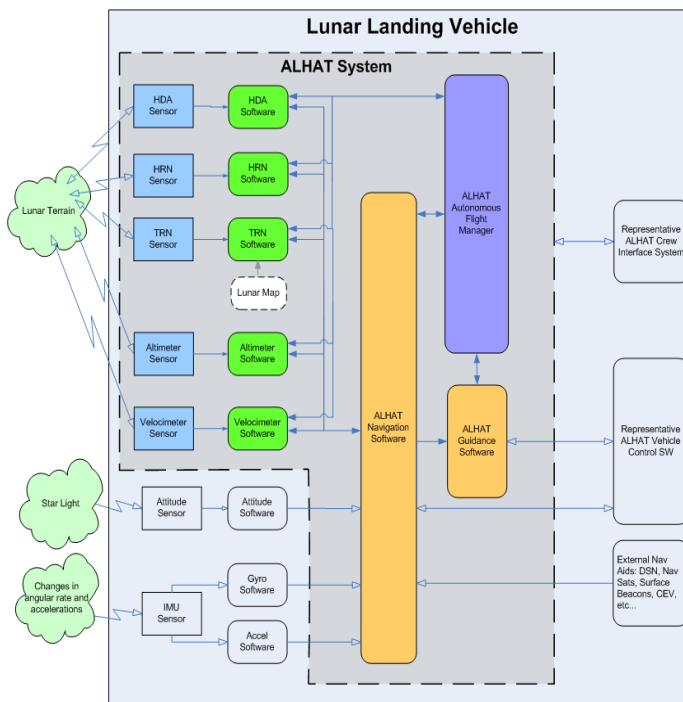 Lunar Landing Vehicle
ALHAT System
HDA
Sensor
HDA
Software
HRN
Sensor
HRN
Software
TRN
Sensor
TRN
Software
Lunar Map
Altimeter
Sensor
Altimeter
Software
Velocimeter
Sensor
Velocimeter
Software
Lunar Terrain
ALHAT
Autonomous
Flight
Manager
ALHAT
Navigation
Software
ALHAT
Guidance
Software
Representative
ALHAT Crew
Interface System
Representative
ALHAT Vehicle
Control SW
Star Light
Attitude
Sensor
Attitude
Software
Changes in
angular rate and
accelerations
IMU
Sensor
Gyro
Software
Accel
Software
External Nav
Aids: DSN, Nav
Sats, Surface
Beacons, CEV,
etc...